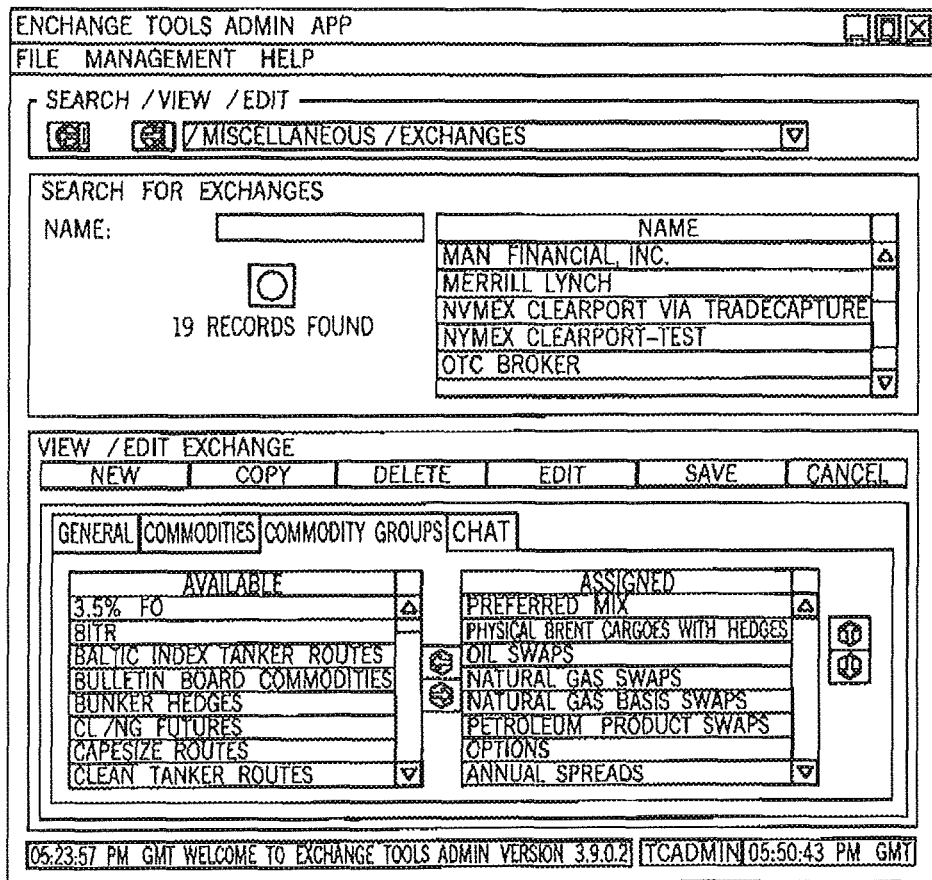 ENCHANGE TOOLS ADMIN APP
FILE MANAGEMENT HELP
SEARCH /VIEW /EDIT
/MISCELLANEOUS /EXCHANGES
SEARCH FOR EXCHANGES
NAME:
19 RECORDS FOUND
NAME
MAN FINANCIAL, INC.
MERRILL LYNCH
NVMEX CLEARPORT VIA TRADECAPTURE
NYMEX CLEARPORT-TEST
OTC BROKER
VIEW /EDIT EXCHANGE
NEW COPY DELETE EDIT SAVE CANCEL
GENERAL COMMODITIES COMMODITY GROUPS CHAT
AVAILABLE
3.5% FO
BITR
BALTIC INDEX TANKER ROUTES
BULLETIN BOARD COMMODITIES
BUNKER HEDGES
CL /NG FUTURES
CAPESIZE ROUTES
CLEAN TANKER ROUTES
ASSIGNED
PREFERRED MIX
PHYSICAL BRENT CARGOES WITH HEDGES
OIL SWAPS
NATURAL GAS SWAPS
NATURAL GAS BASIS SWAPS
PETROLEUM PRODUCT SWAPS
OPTIONS
ANNUAL SPREADS
05:23:57 PM GMT WELCOME TO EXCHANGE TOOLS ADMIN VERSION 3.9.0.2 TCADMIN 05:50:43 PM GMT